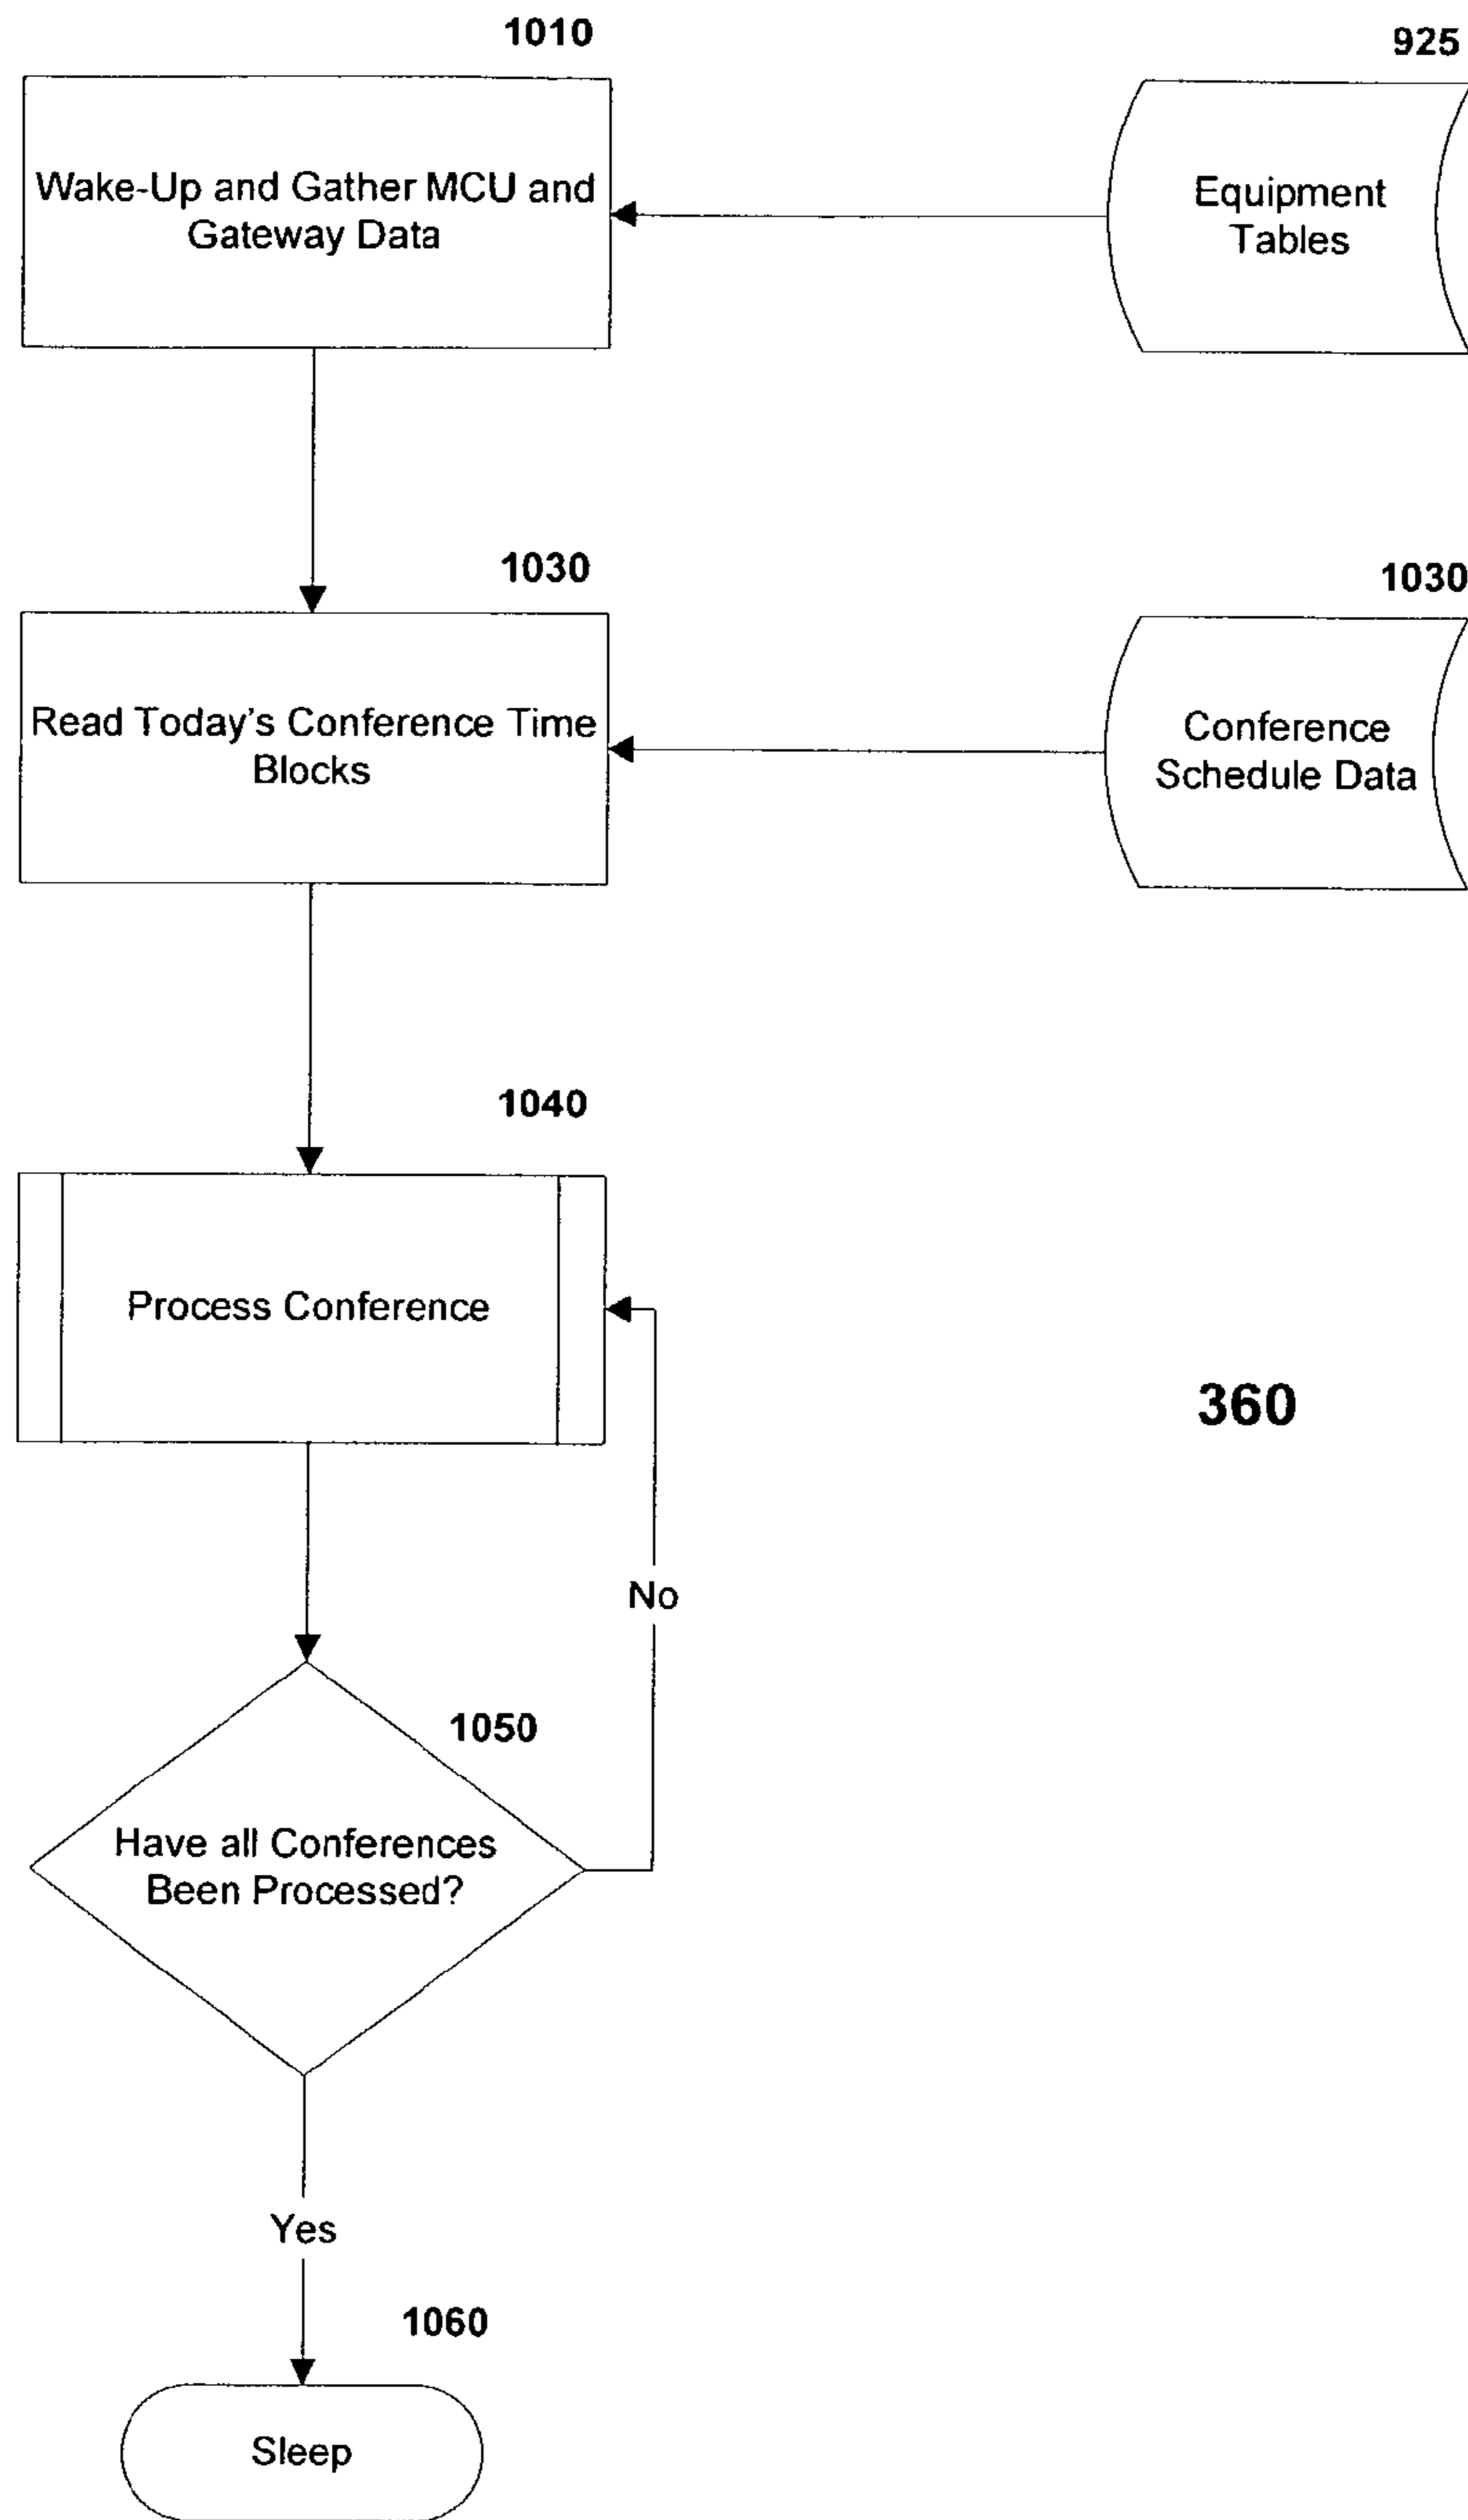 1010
925
Wake-Up and Gather MCU and
Gateway Data
Equipment
Tables
1030
1030
Read Today's Conference Time
Blocks
Conference
Schedule Data
1040
Process Conference
360
No
1050
Have all Conferences
Been Processed?
Yes
1060
Sleep